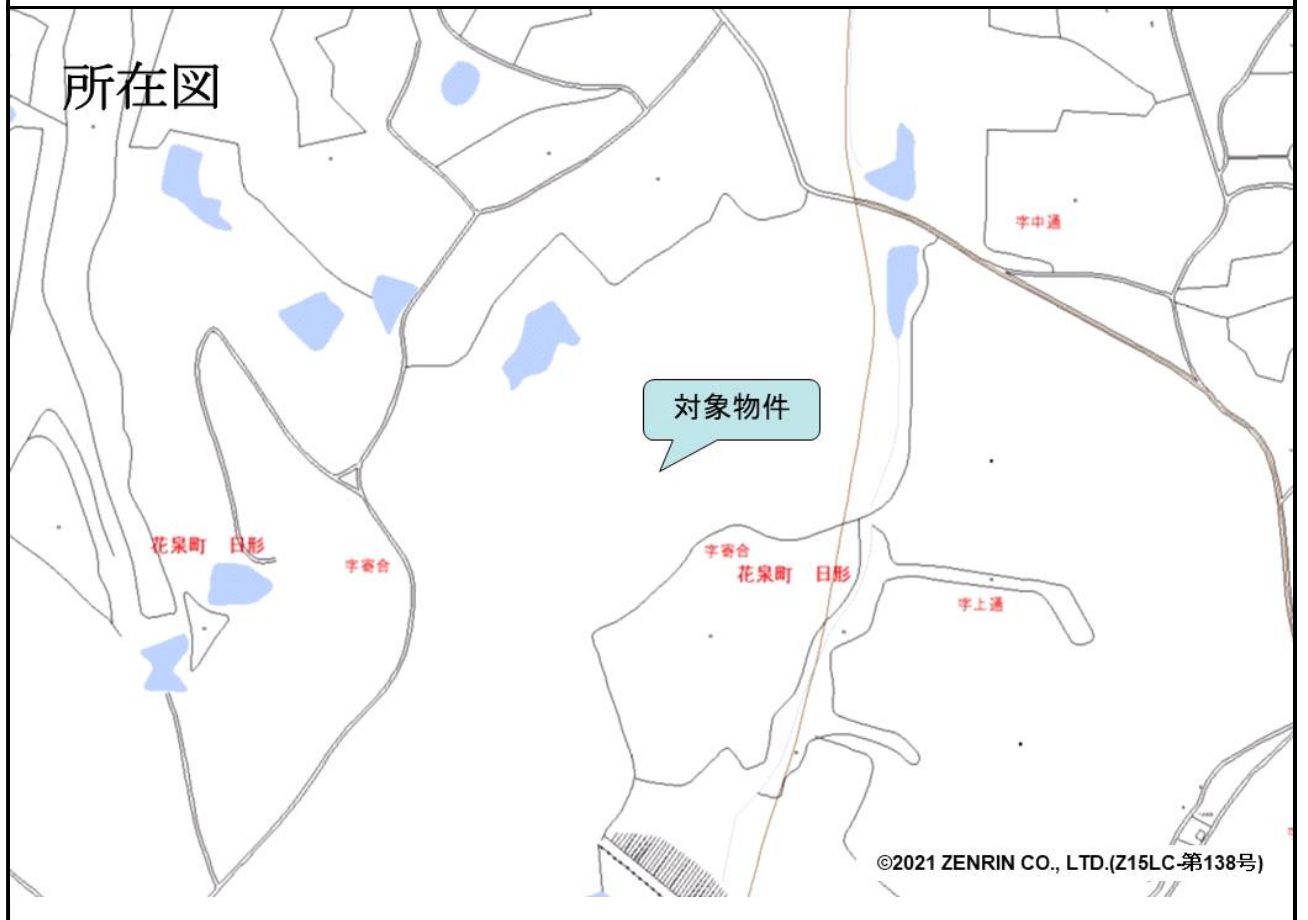 所在図
字中通
対象物件
花泉町 日形
字寄合
字寄合
花泉町 日形
字上通
©2021 ZENRIN CO., LTD.(Z15LC-第138号)